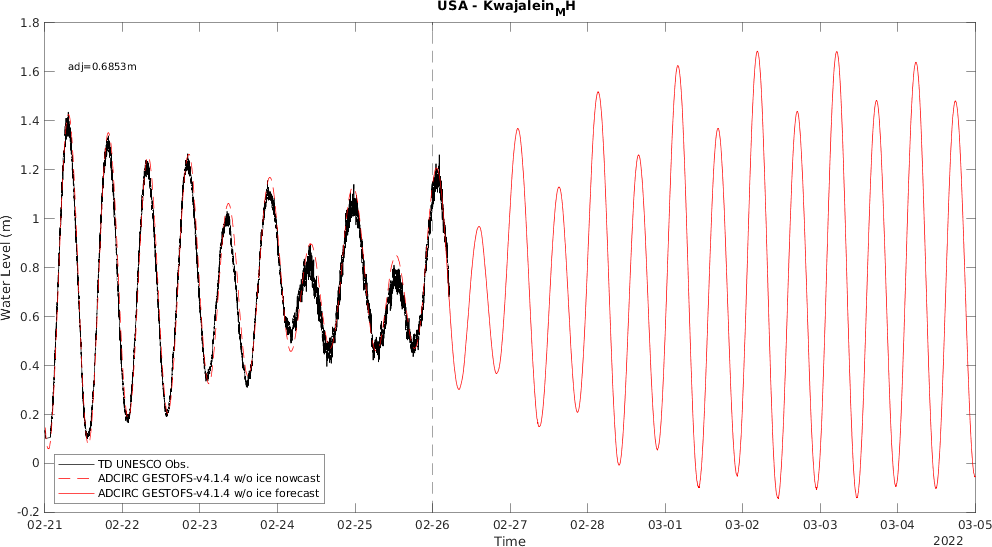 USA - Kwajalein_MH
1.8
1.6
1.4
1.2
1
0.8
0.6
0.4
0.2
0
-0.2
Water Level (m)
adj=0.6853m
TD UNESCO Obs.
ADCIRC GESTOFS-v4.1.4 w/o ice nowcast
ADCIRC GESTOFS-v4.1.4 w/o ice forecast
02-21 02-22 02-23 02-24 02-25 02-26 02-27 02-28 03-01 03-02 03-03 03-04 03-05
Time
2022